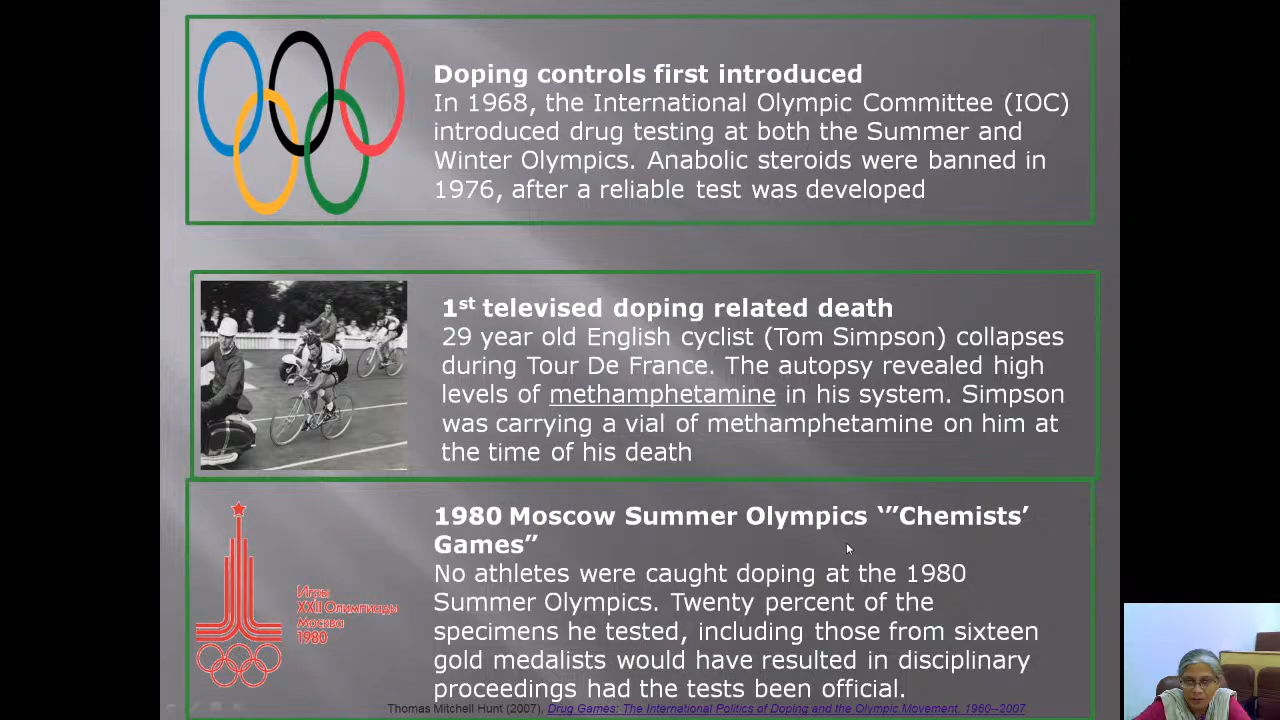 Doping controls first introduced
In 1968, the International Olympic Committee (IOC)
introduced drug testing at both the Summer and
Winter Olympics. Anabolic steroids were banned in
1976, after a reliable test was developed
1st televised doping related death
29 year old English cyclist (Tom Simpson) collapses
during Tour De France. The autopsy revealed high
levels of methamphetamine in his system. Simpson
was carrying a vial of methamphetamine on him at
the time of his death
1980 Moscow Summer Olympics ‘”Chemists’
Games”
No athletes were caught doping at the 1980
Summer Olympics. Twenty percent of the
specimens he tested, including those from sixteen
gold medalists would have resulted in disciplinary
proceedings had the tests been official.
Игры
XXII Олимпиады
Москва
1980
Thomas Mitchell Hunt (2007), Drug Games: The International Politics of Doping and the Olympic Movement, 1960--2007